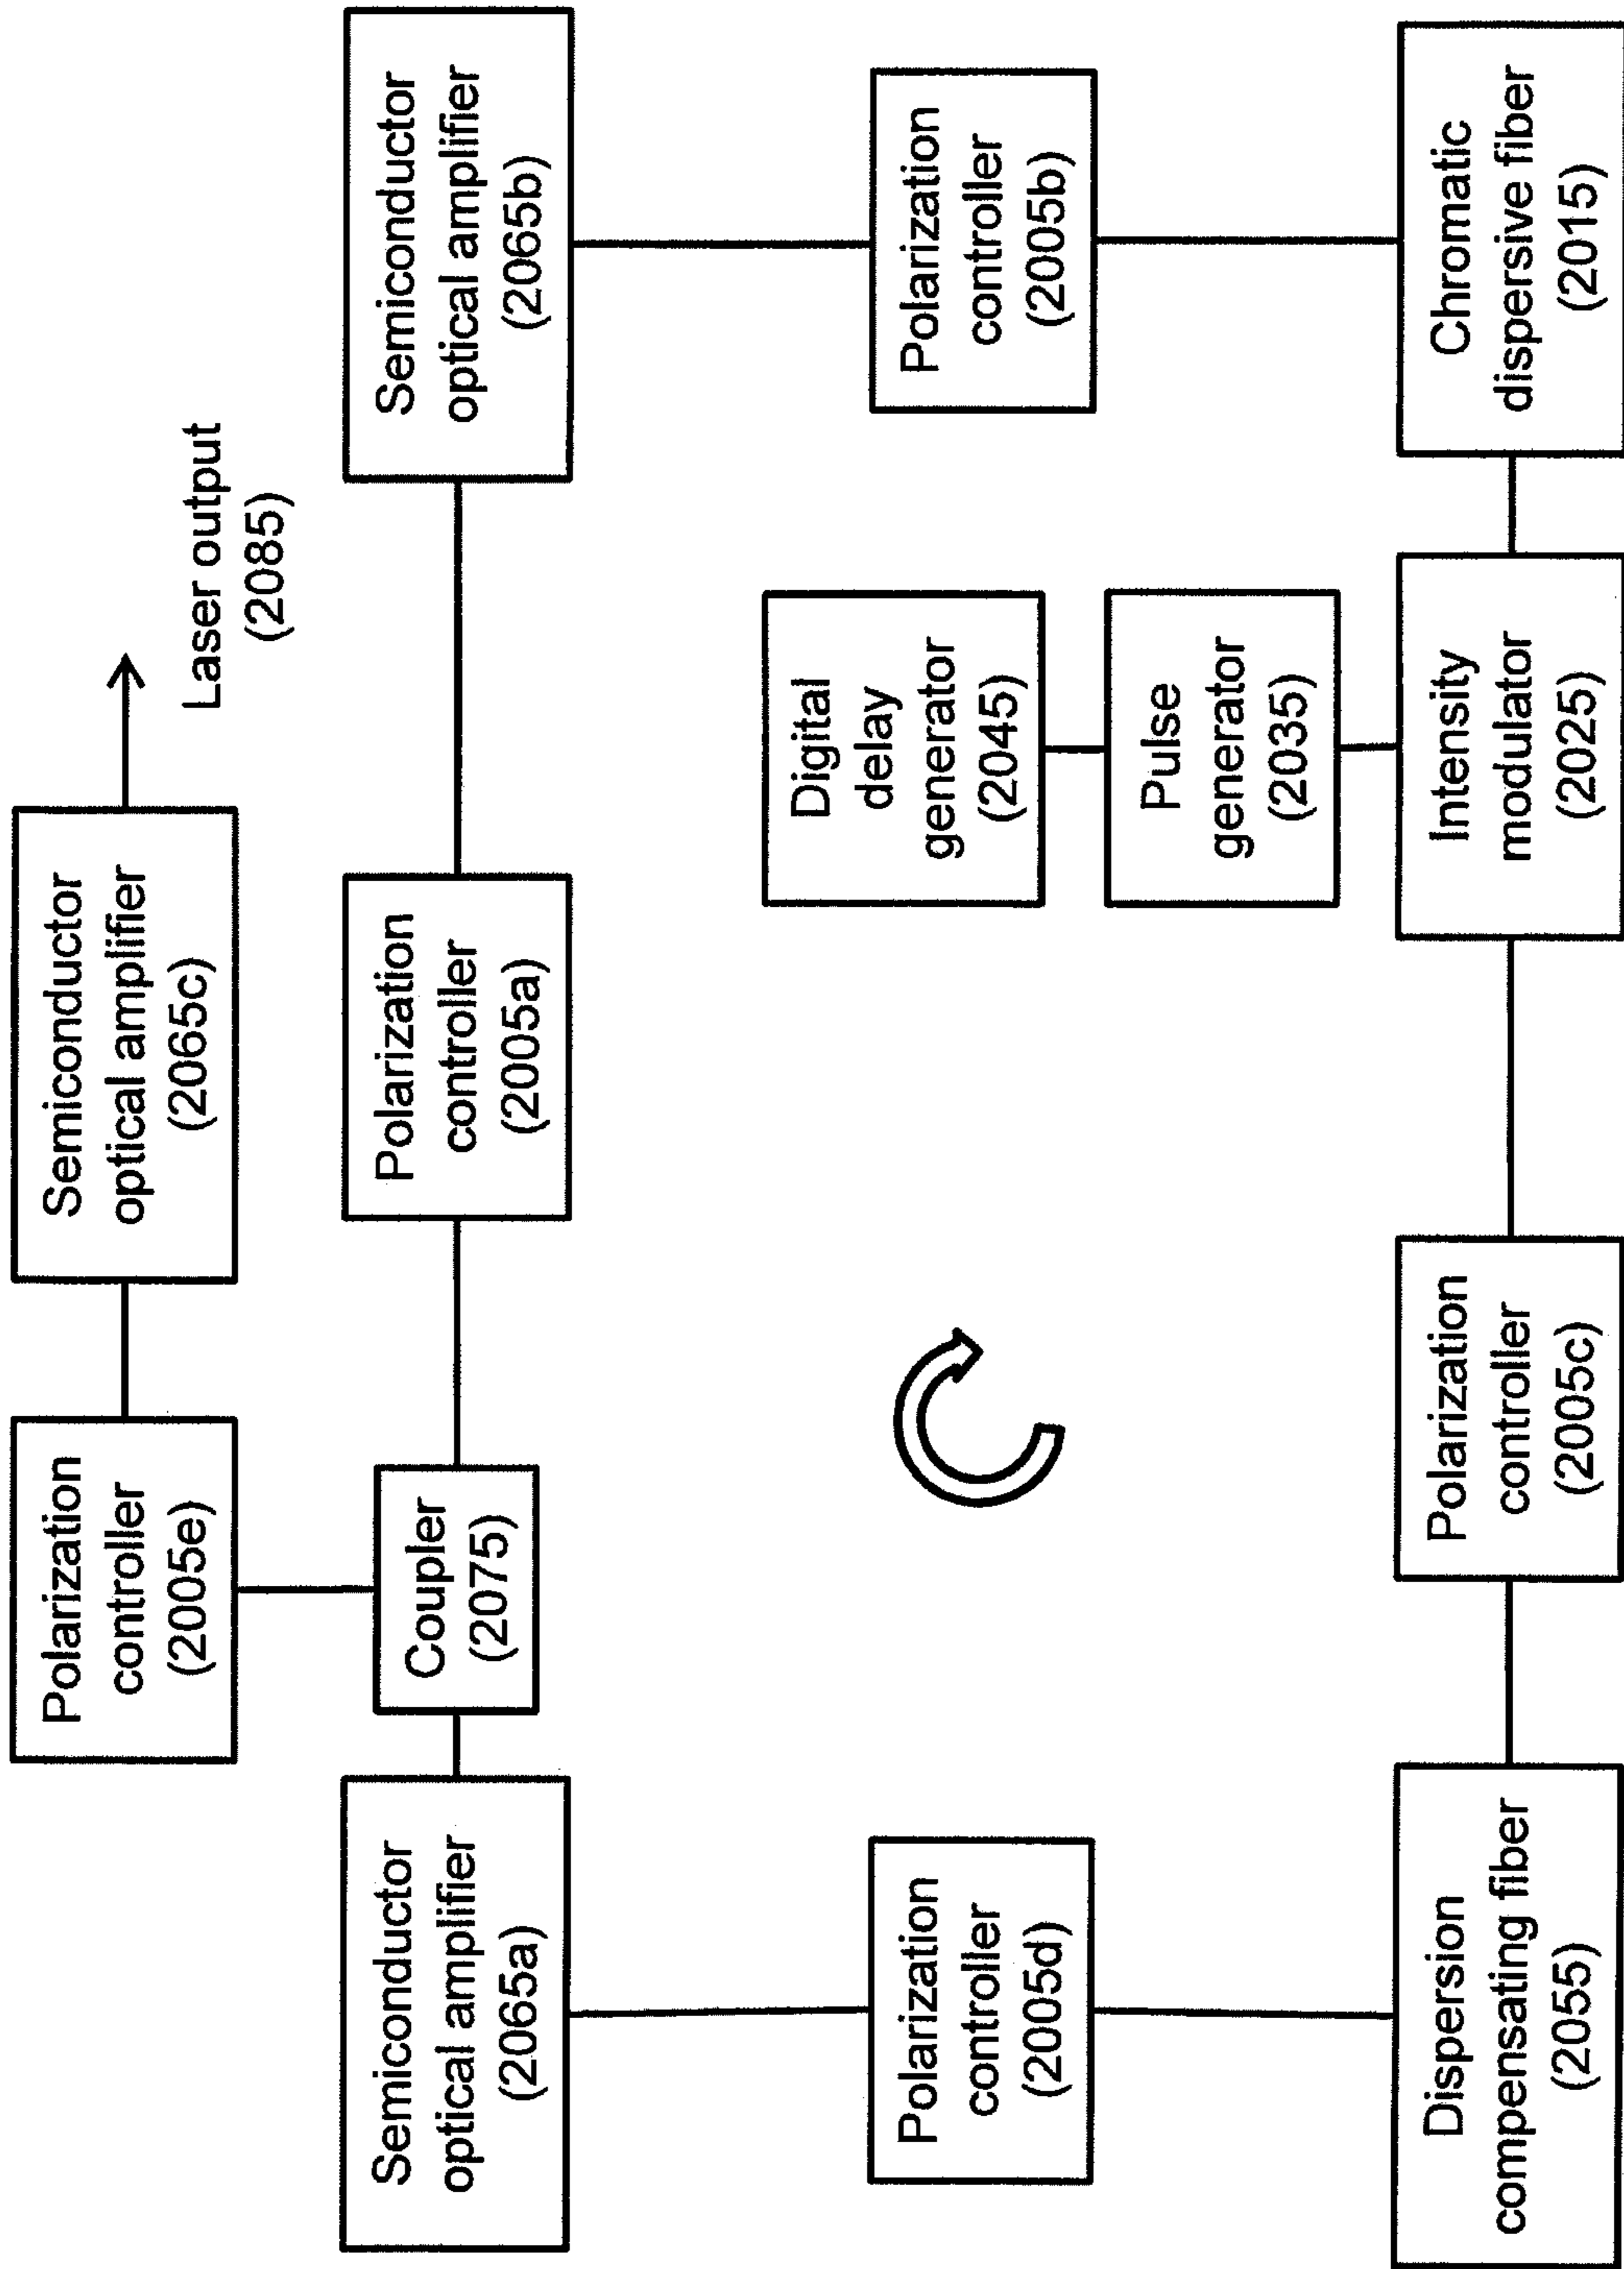 Polarization
controller
(2005e)
Semiconductor
optical amplifier
(2065c)
Laser output
(2085)
Semiconductor
optical amplifier
(2065a)
Coupler
(2075)
Polarization
controller
(2005a)
Semiconductor
optical amplifier
(2065b)
Polarization
controller
(2005d)
Digital
delay
generator
(2045)
Polarization
controller
(2005b)
Pulse
generator
(2035)
Dispersion
compensating fiber
(2055)
Polarization
controller
(2005c)
Intensity
modulator
(2025)
Chromatic
dispersive fiber
(2015)